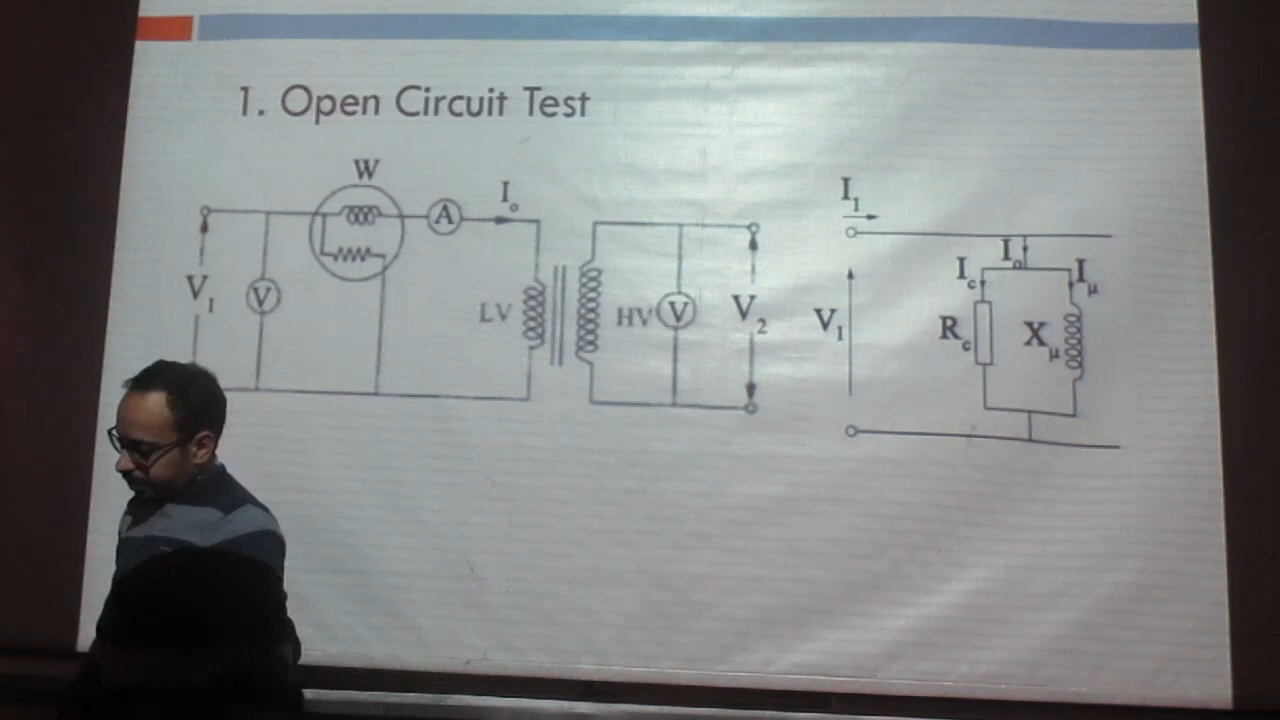 1. Open Circuit Test
W
A
I₀
V₁
V
LV
HV
V
V₂
I₁
V₁
I₀
I_c
I_μ
R_c
X_μ